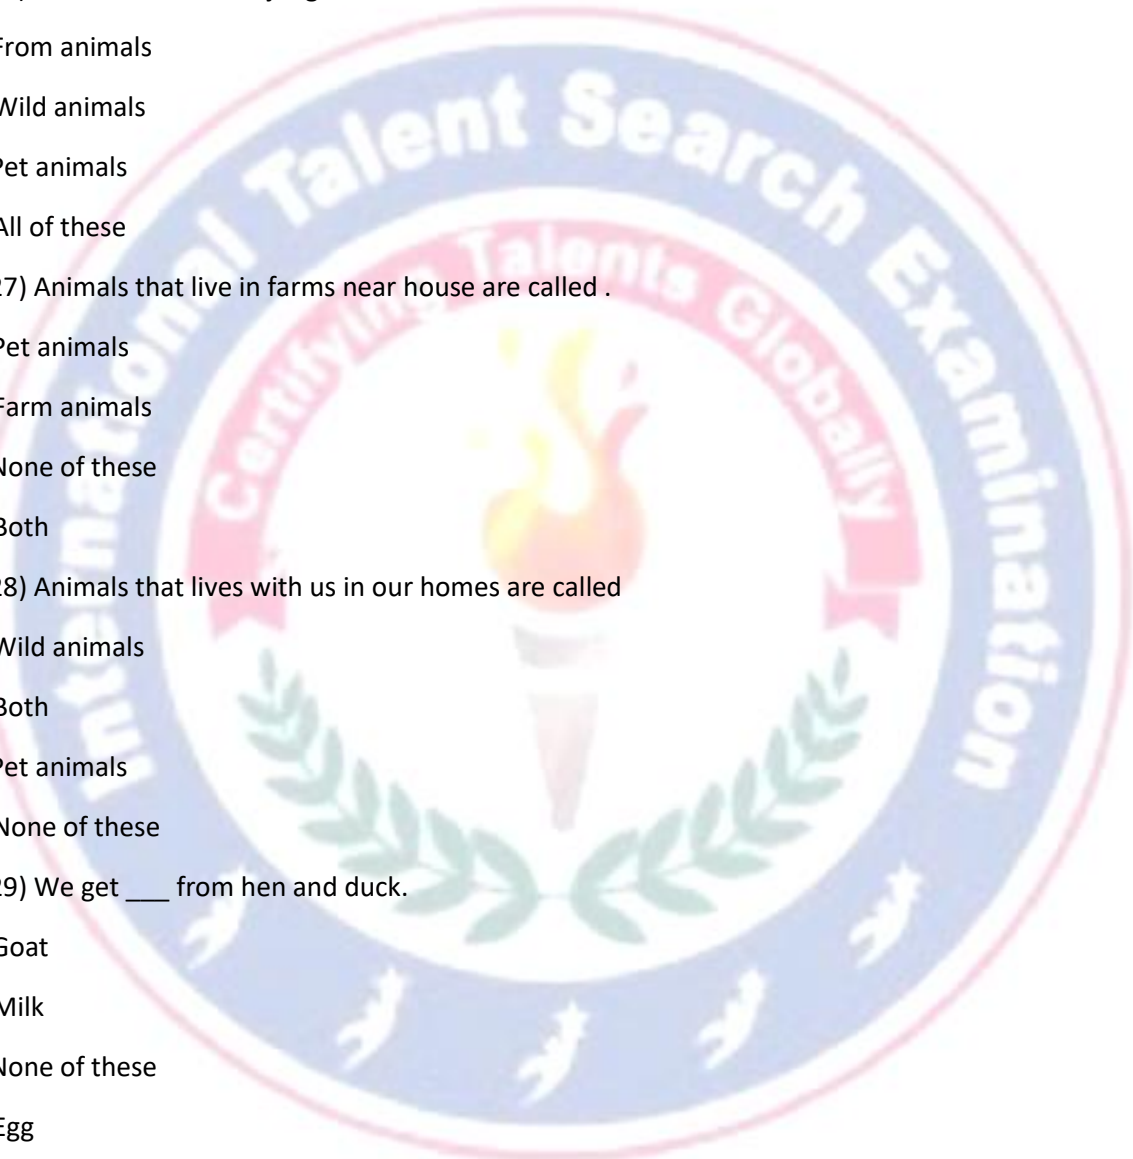 From animals
Wild animals
Pet animals
All of these
27) Animals that live in farms near house are called .
Pet animals
Farm animals
None of these
Both
28) Animals that lives with us in our homes are called
Wild animals
Both
Pet animals
None of these
29) We get ___ from hen and duck.
Goat
Milk
None of these
Egg
International Talent Search Examination
Certifying Talents Globally